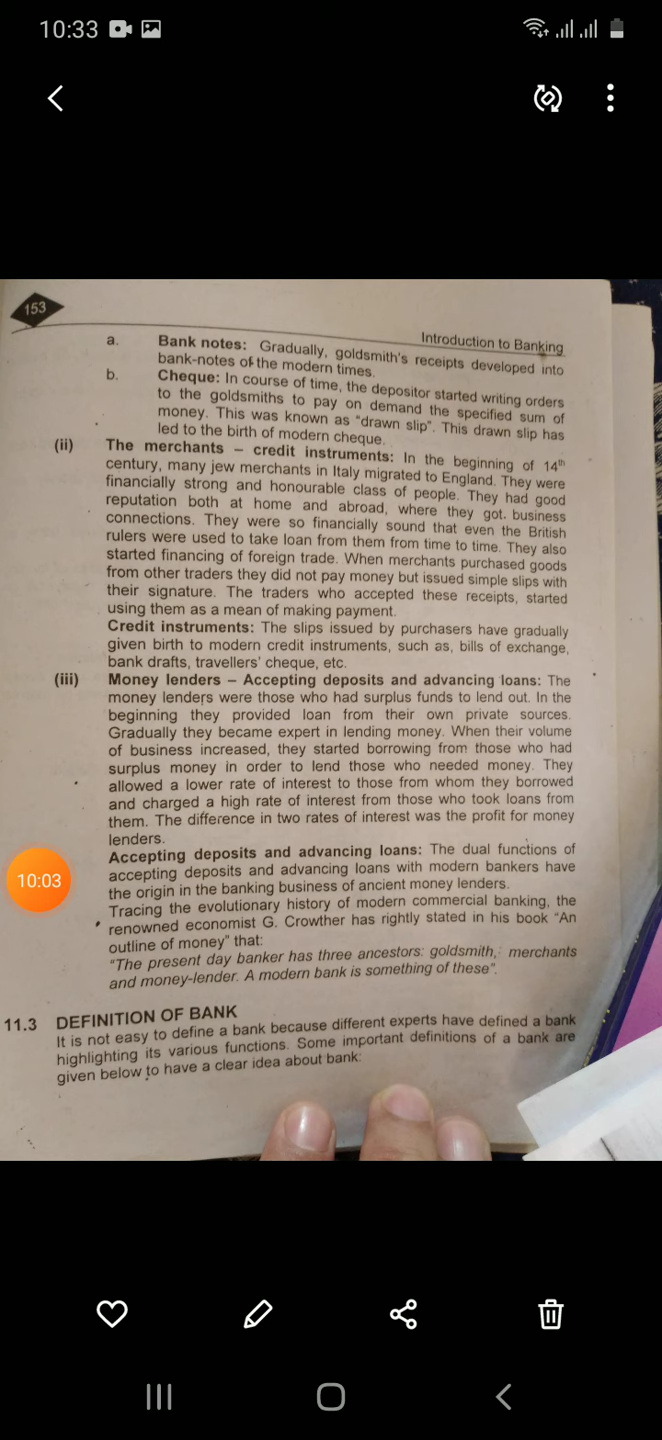 10:33
153
Introduction to Banking
a. Bank notes: Gradually, goldsmith's receipts developed into
bank-notes of the modern times.
b. Cheque: In course of time, the depositor started writing orders
to the goldsmiths to pay on demand the specified sum of
money. This was known as "drawn slip". This drawn slip has
led to the birth of modern cheque.
(ii) The merchants – credit instruments: In the beginning of 14th
century, many jew merchants in Italy migrated to England. They were
financially strong and honourable class of people. They had good
reputation both at home and abroad, where they got. business
connections. They were so financially sound that even the British
rulers were used to take loan from them from time to time. They also
started financing of foreign trade. When merchants purchased goods
from other traders they did not pay money but issued simple slips with
their signature. The traders who accepted these receipts, started
using them as a mean of making payment.
Credit instruments: The slips issued by purchasers have gradually
given birth to modern credit instruments, such as, bills of exchange,
bank drafts, travellers' cheque, etc.
(iii) Money lenders – Accepting deposits and advancing loans: The
money lenders were those who had surplus funds to lend out. In the
beginning they provided loan from their own private sources.
Gradually they became expert in lending money. When their volume
of business increased, they started borrowing from those who had
surplus money in order to lend those who needed money. They
allowed a lower rate of interest to those from whom they borrowed
and charged a high rate of interest from those who took loans from
them. The difference in two rates of interest was the profit for money
lenders.
Accepting deposits and advancing loans: The dual functions of
accepting deposits and advancing loans with modern bankers have
the origin in the banking business of ancient money lenders.
Tracing the evolutionary history of modern commercial banking, the
renowned economist G. Crowther has rightly stated in his book "An
outline of money" that:
"The present day banker has three ancestors: goldsmith, merchants
and money-lender. A modern bank is something of these".
10:03
11.3 DEFINITION OF BANK
It is not easy to define a bank because different experts have defined a bank
highlighting its various functions. Some important definitions of a bank are
given below to have a clear idea about bank: